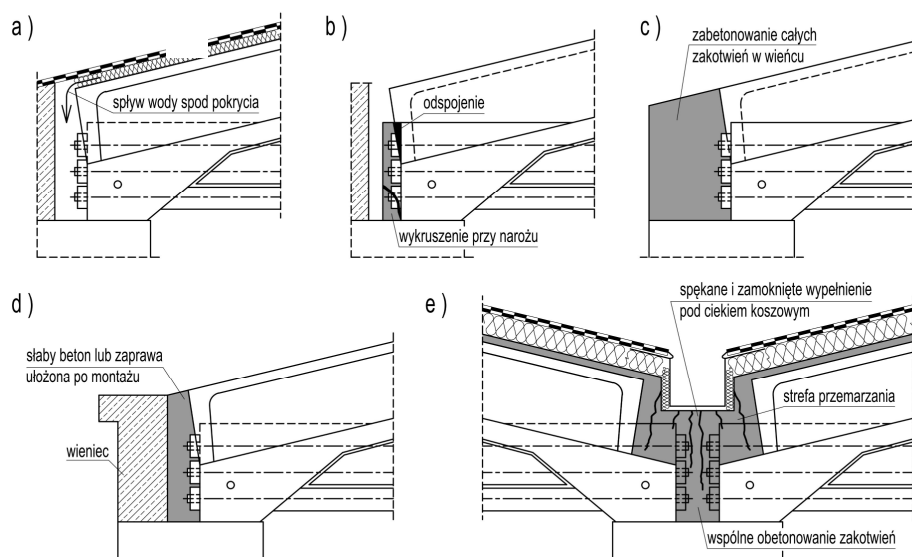 a )
spływ wody spod pokrycia
b )
odspojenie
wykruszenie przy narożu
c )
zabetonowanie całych
zakotwień w wieńcu
d )
słaby beton lub zaprawa
ułożona po montażu
wieniec
e )
spękane i zamoknięte wypełnienie
pod ciekiem koszowym
strefa przemarzania
wspólne obetonowanie zakotwień